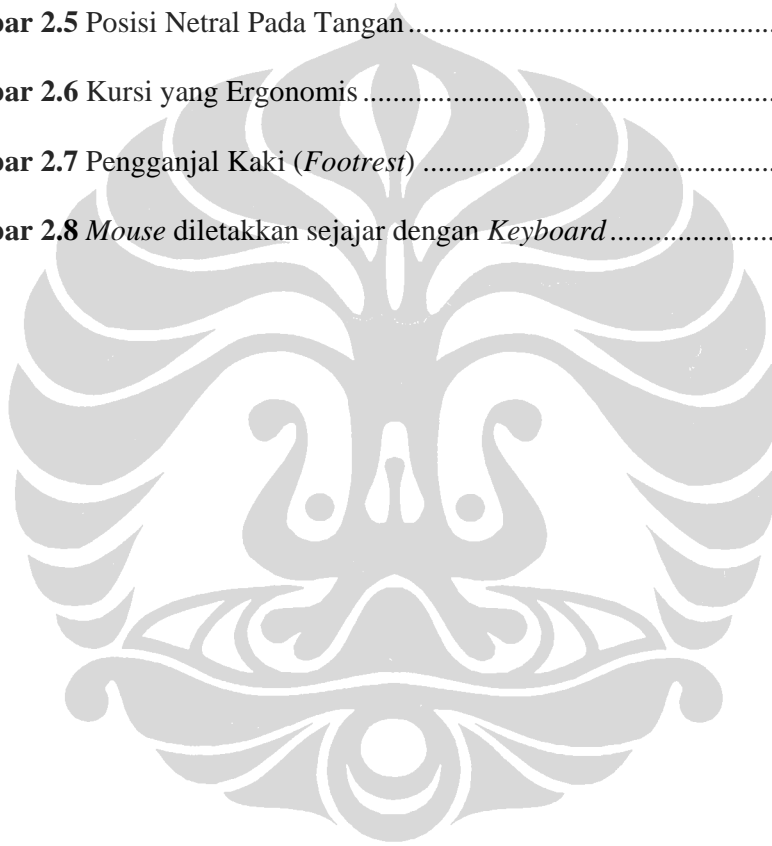 bar 2.5 Posisi Netral Pada Tangan.............................................................
bar 2.6 Kursi yang Ergonomis.......................................................................
bar 2.7 Pengganjal Kaki (Footrest)...............................................................
bar 2.8 Mouse diletakkan sejajar dengan Keyboard......................................